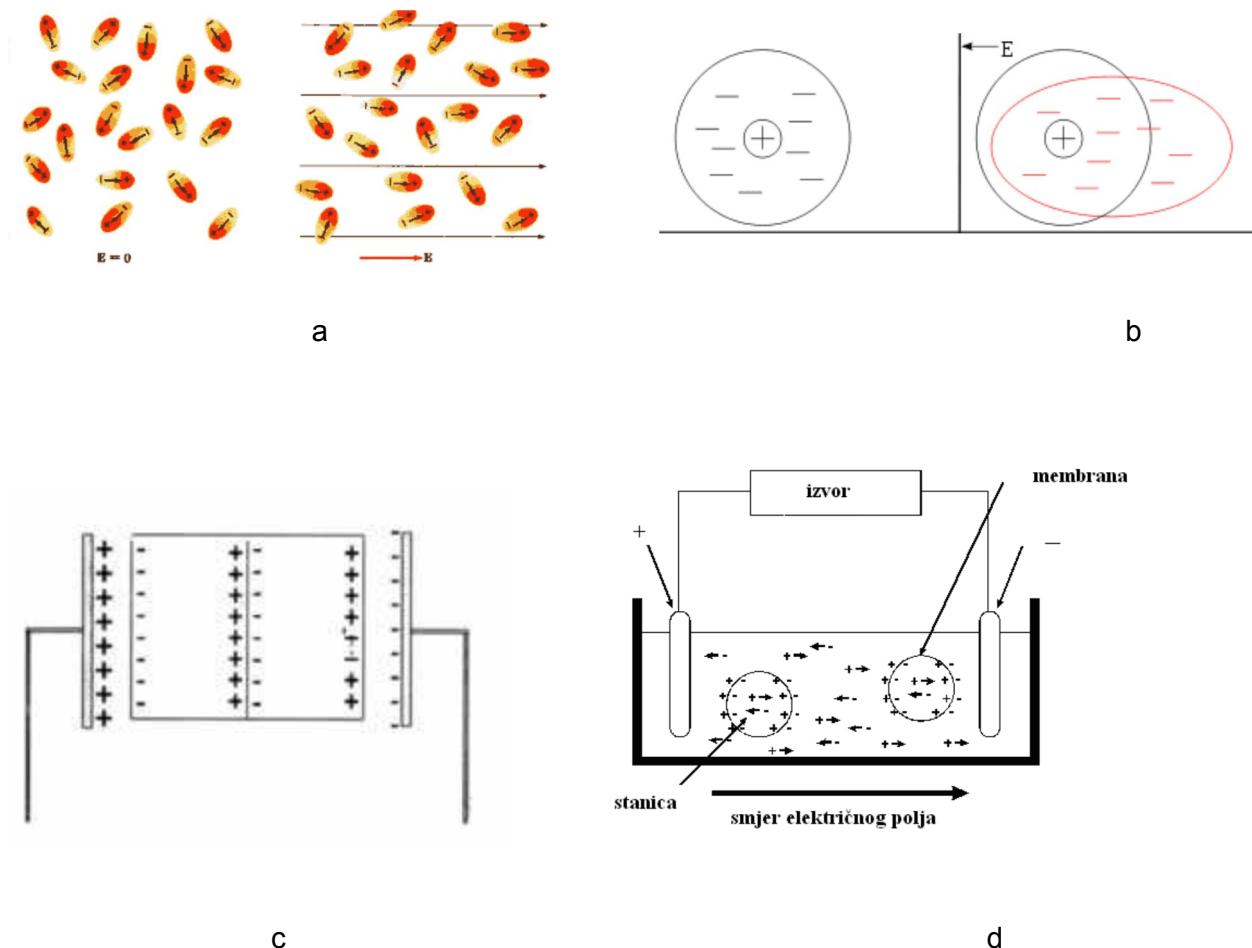 E = 0
E
E
a
b
izvor
membrana
+
−
stanica
smjer električnog polja
c
d